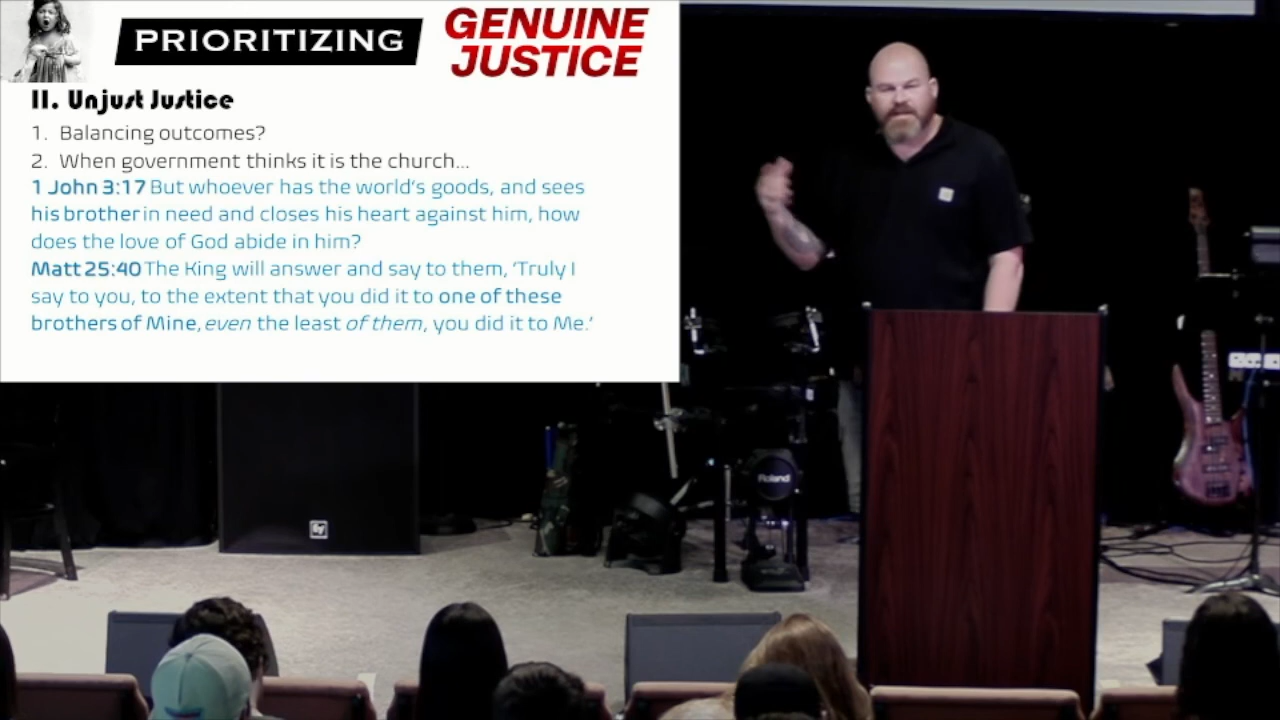 PRIORITIZING
GENUINE
JUSTICE
II. Unjust Justice
1. Balancing outcomes?
2. When government thinks it is the church...
1 John 3:17 But whoever has the world's goods, and sees
his brother in need and closes his heart against him, how
does the love of God abide in him?
Matt 25:40 The King will answer and say to them, 'Truly I
say to you, to the extent that you did it to one of these
brothers of Mine, even the least of them, you did it to Me.'
Roland
EV